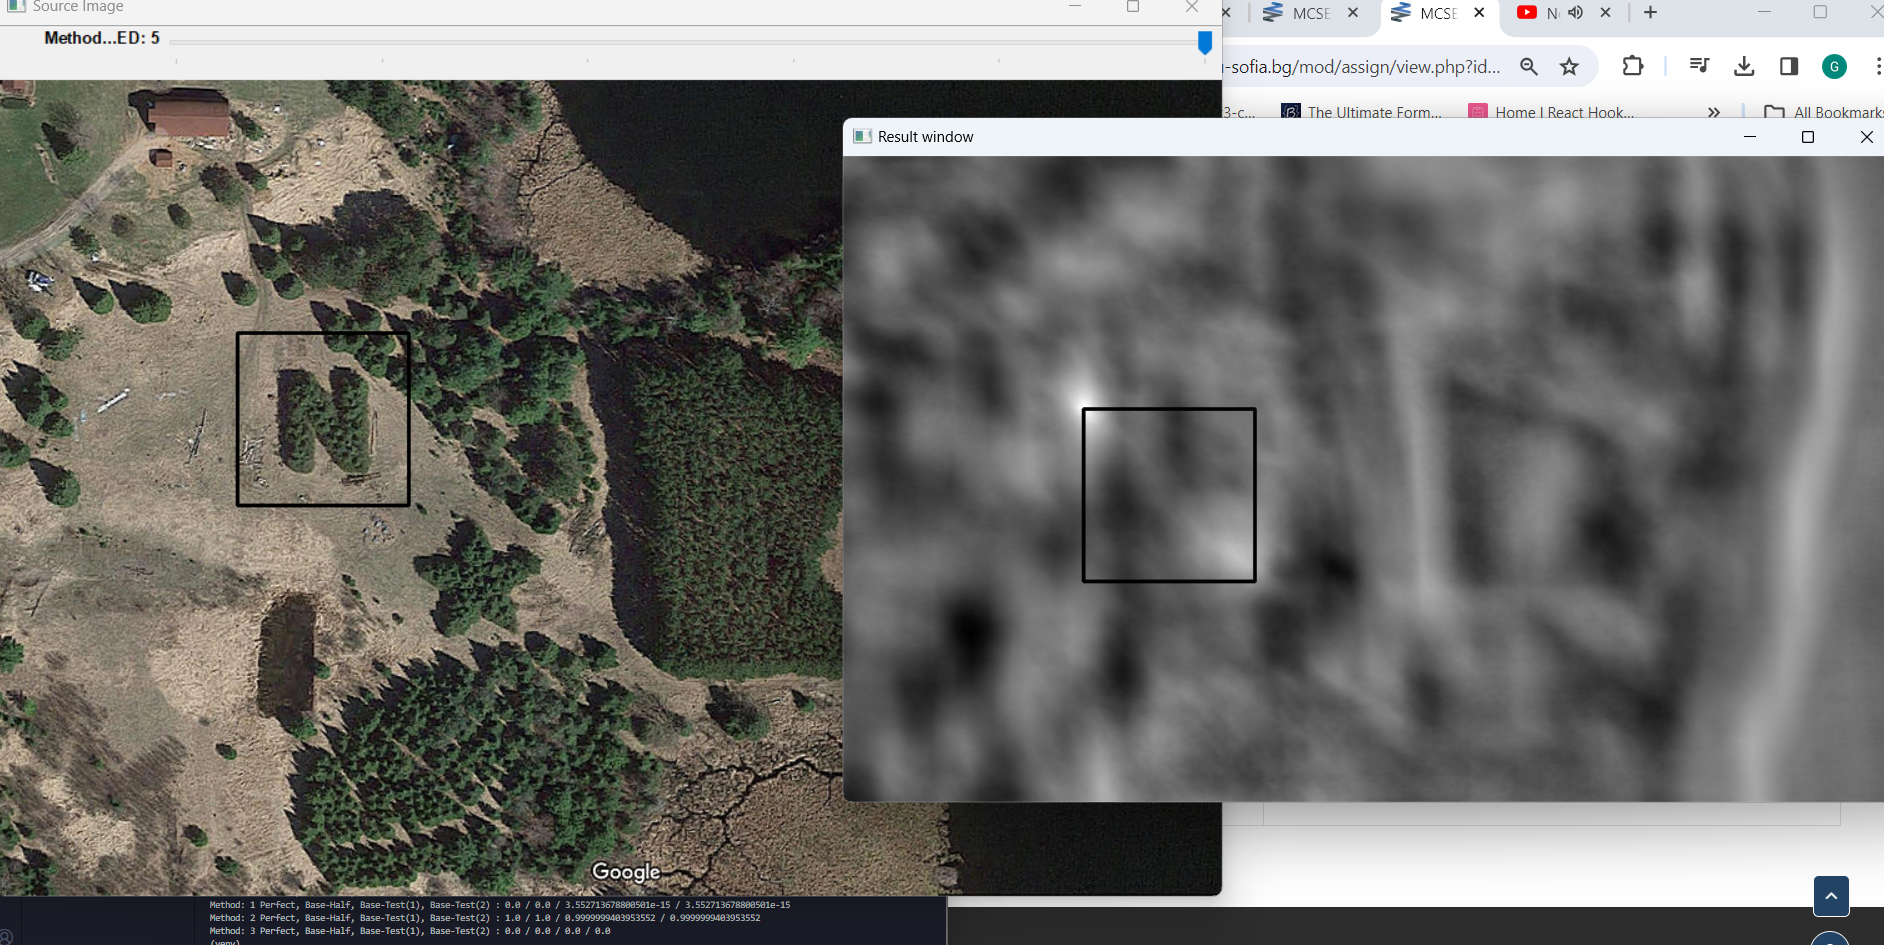 Source Image
Method...ED: 5
MCSE
MCSE
N
-sofia.bg/mod/assign/view.php?id...
G
3-c...
The Ultimate Form...
Home | React Hook...
All Bookmarks
Result window
N
Google
Method: 1 Perfect, Base-Half, Base-Test(1), Base-Test(2) : 0.0 / 0.0 / 3.552713678800501e-15 / 3.552713678800501e-15
Method: 2 Perfect, Base-Half, Base-Test(1), Base-Test(2) : 1.0 / 1.0 / 0.9999999403953552 / 0.9999999403953552
Method: 3 Perfect, Base-Half, Base-Test(1), Base-Test(2) : 0.0 / 0.0 / 0.0 / 0.0
(venv)